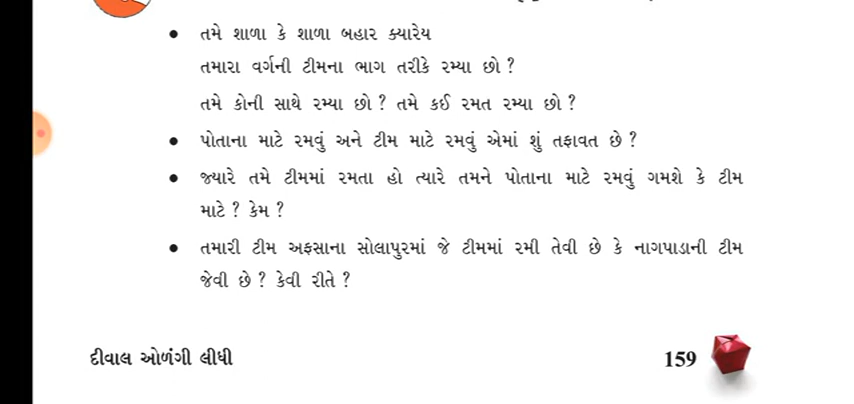 • તમે શાળા કે શાળા બહાર ક્યારેય
તમારા વર્ગની ટીમના ભાગ તરીકે રમ્યા છો ?
તમે કોની સાથે રમ્યા છો ? તમે કઈ રમત રમ્યા છો ?
• પોતાના માટે રમવું અને ટીમ માટે રમવું એમાં શું તફાવત છે ?
• જ્યારે તમે ટીમમાં રમતા હો ત્યારે તમને પોતાના માટે રમવું ગમશે કે ટીમ
માટે ? કેમ ?
• તમારી ટીમ અફસાના સોલાપુરમાં જે ટીમમાં રમી તેવી છે કે નાગપાડાની ટીમ
જેવી છે ? કેવી રીતે ?
દીવાલ ઓળંગી લીધી 159